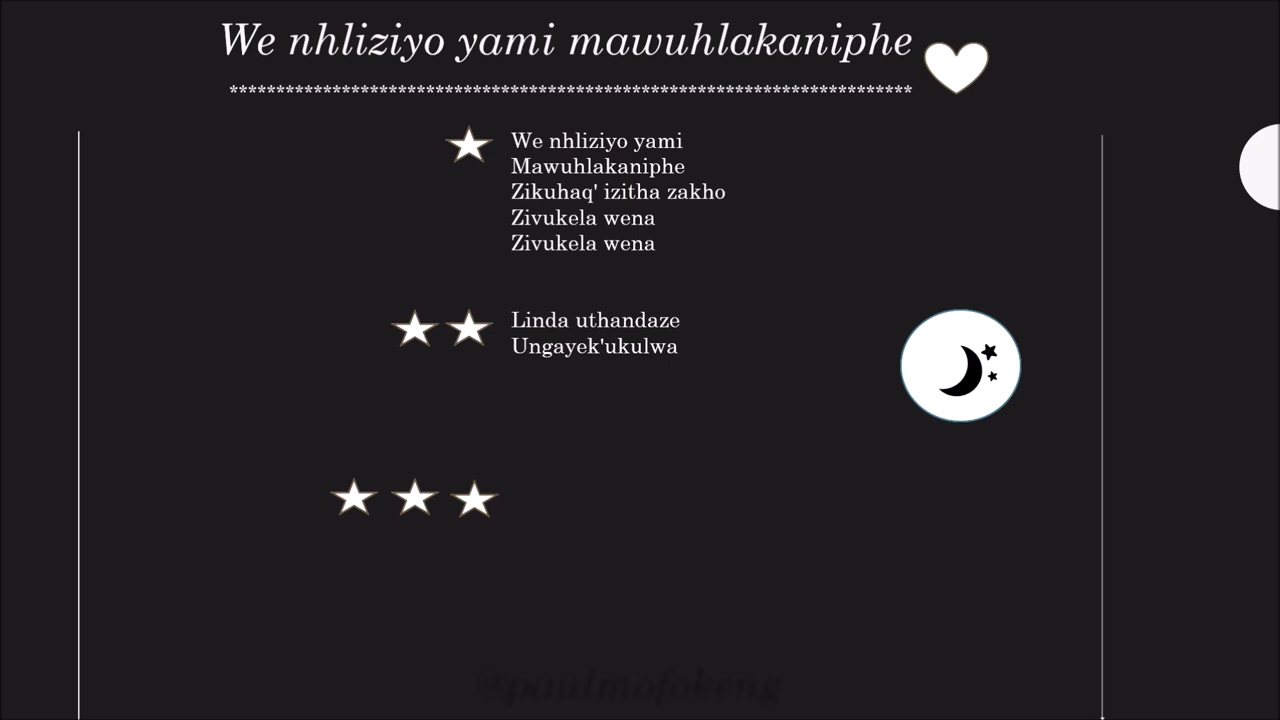 We nhliziyo yami mawuhlakaniphe
*************************************************************************
We nhliziyo yami
Mawuhlakaniphe
Zikuhaq' izitha zakho
Zivukela wena
Zivukela wena
Linda uthandaze
Ungayek'ukulwa
@paulmofokeng